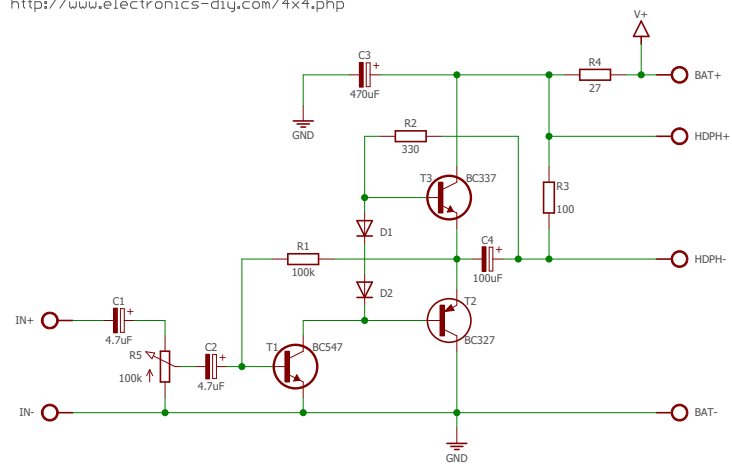 http://www.electronics-diy.com/4x4.php
V+
C3
+
470uF
R4
27
BAT+
GND
R2
330
HDPH+
T3
BC337
R3
100
D1
R1
100k
C4
+
100uF
HDPH-
D2
T2
BC327
IN+
C1
+
4.7uF
R5
100k
C2
+
4.7uF
T1
BC547
IN-
BAT-
GND